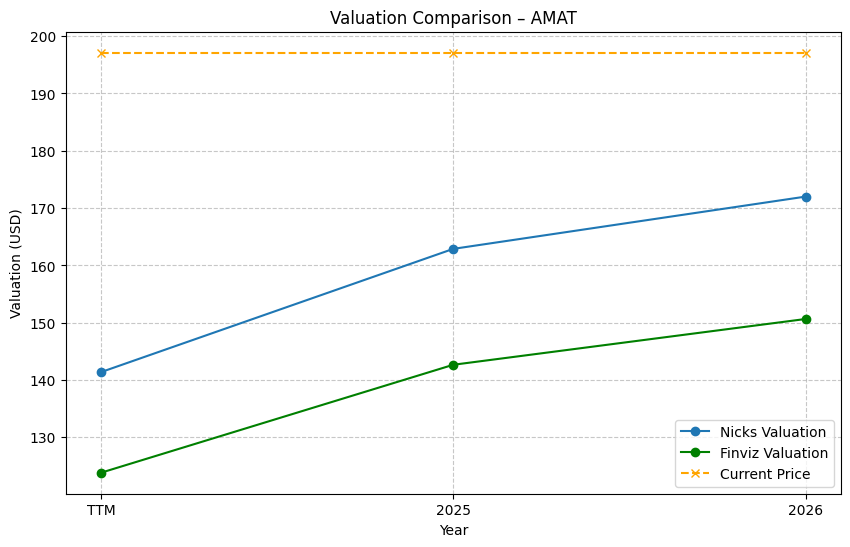 Valuation Comparison – AMAT
Valuation (USD)
200
190
180
170
160
150
140
130
TTM
2025
2026
Year
Nicks Valuation
Finviz Valuation
Current Price